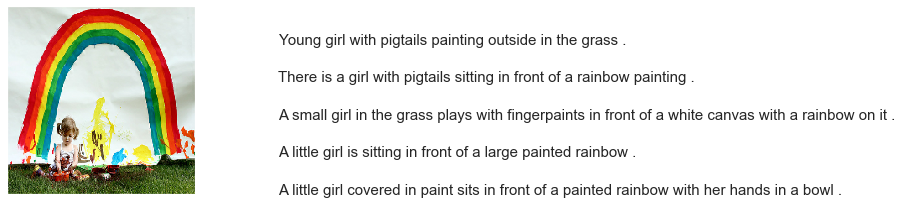 Young girl with pigtails painting outside in the grass .
There is a girl with pigtails sitting in front of a rainbow painting .
A small girl in the grass plays with fingerpaints in front of a white canvas with a rainbow on it .
A little girl is sitting in front of a large painted rainbow .
A little girl covered in paint sits in front of a painted rainbow with her hands in a bowl .